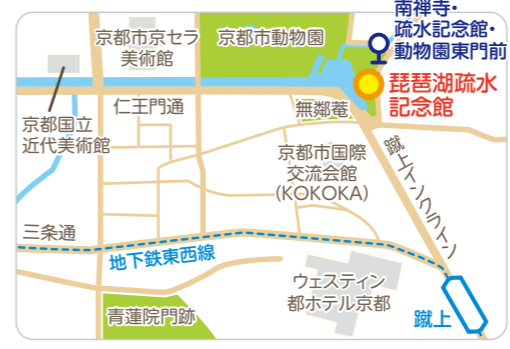 南禅寺・
疏水記念館・
動物園東門前
京都市京セラ
美術館
京都市動物園
琵琶湖疏水
記念館
仁王門通
無鄰菴
京都国立
近代美術館
京都市国際
交流会館
(KOKOKA)
蹴上インクライン
三条通
地下鉄東西線
ウェスティン
都ホテル京都
蹴上
青蓮院門跡